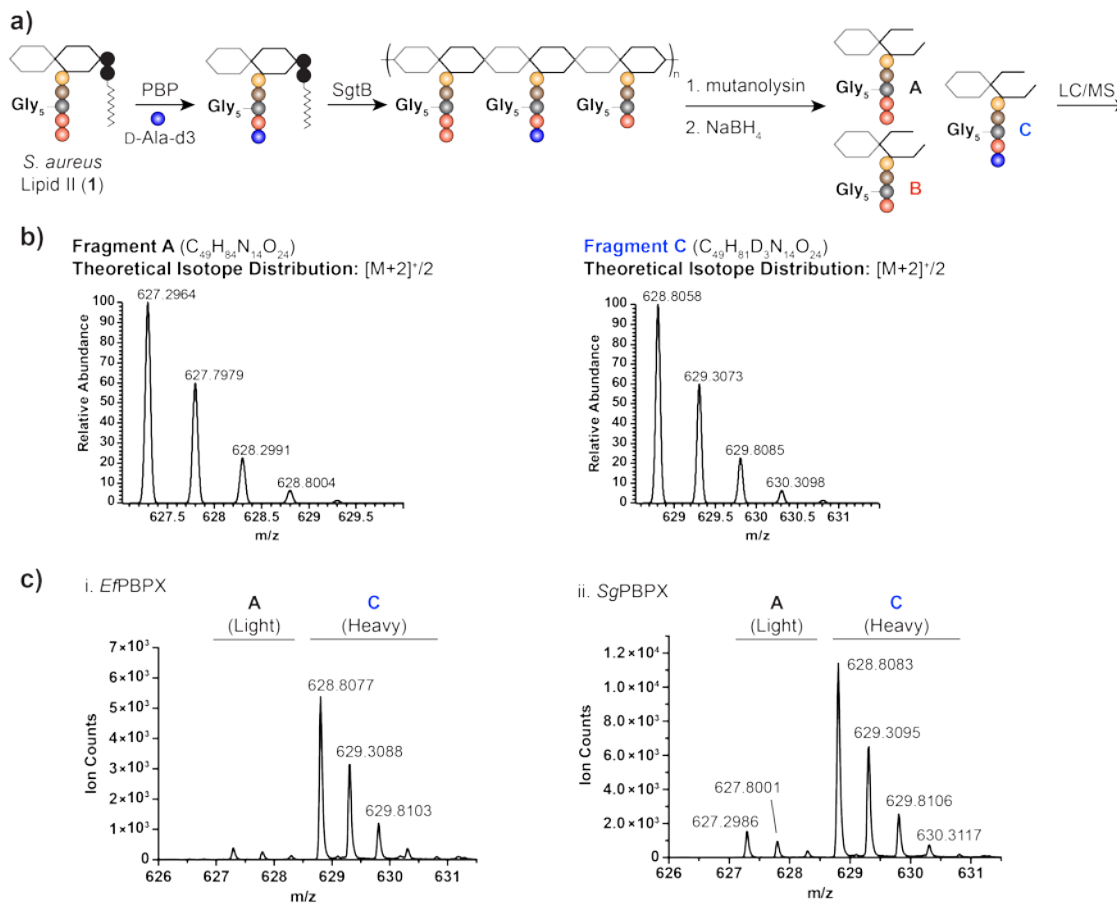 a)
Gly5
S. aureus
Lipid II (1)
PBP
D-Ala-d3
Gly5
SgtB
Gly5
Gly5
Gly5
n
1. mutanolysin
2. NaBH4
Gly5
A
Gly5
B
Gly5
C
LC/MS
b)
Fragment A (C49H84N14O24)
Theoretical Isotope Distribution: [M+2]+/2
Relative Abundance
100
90
80
70
60
50
40
30
20
10
0
627.2964
627.7979
628.2991
628.8004
627.5
628
628.5
629
629.5
m/z
Fragment C (C49H81D3N14O24)
Theoretical Isotope Distribution: [M+2]+/2
Relative Abundance
100
90
80
70
60
50
40
30
20
10
0
628.8058
629.3073
629.8085
630.3098
629
629.5
630
630.5
631
m/z
c)
i. EfPBPX
A
(Light)
C
(Heavy)
Ion Counts
7×10³
6×10³
5×10³
4×10³
3×10³
2×10³
1×10³
0
628.8077
629.3088
629.8103
626
627
628
629
630
631
m/z
ii. SgPBPX
A
(Light)
C
(Heavy)
Ion Counts
1.2×10⁴
1.0×10⁴
8.0×10³
6.0×10³
4.0×10³
2.0×10³
0
628.8083
629.3095
627.8001
627.2986
629.8106
630.3117
626
627
628
629
630
631
m/z